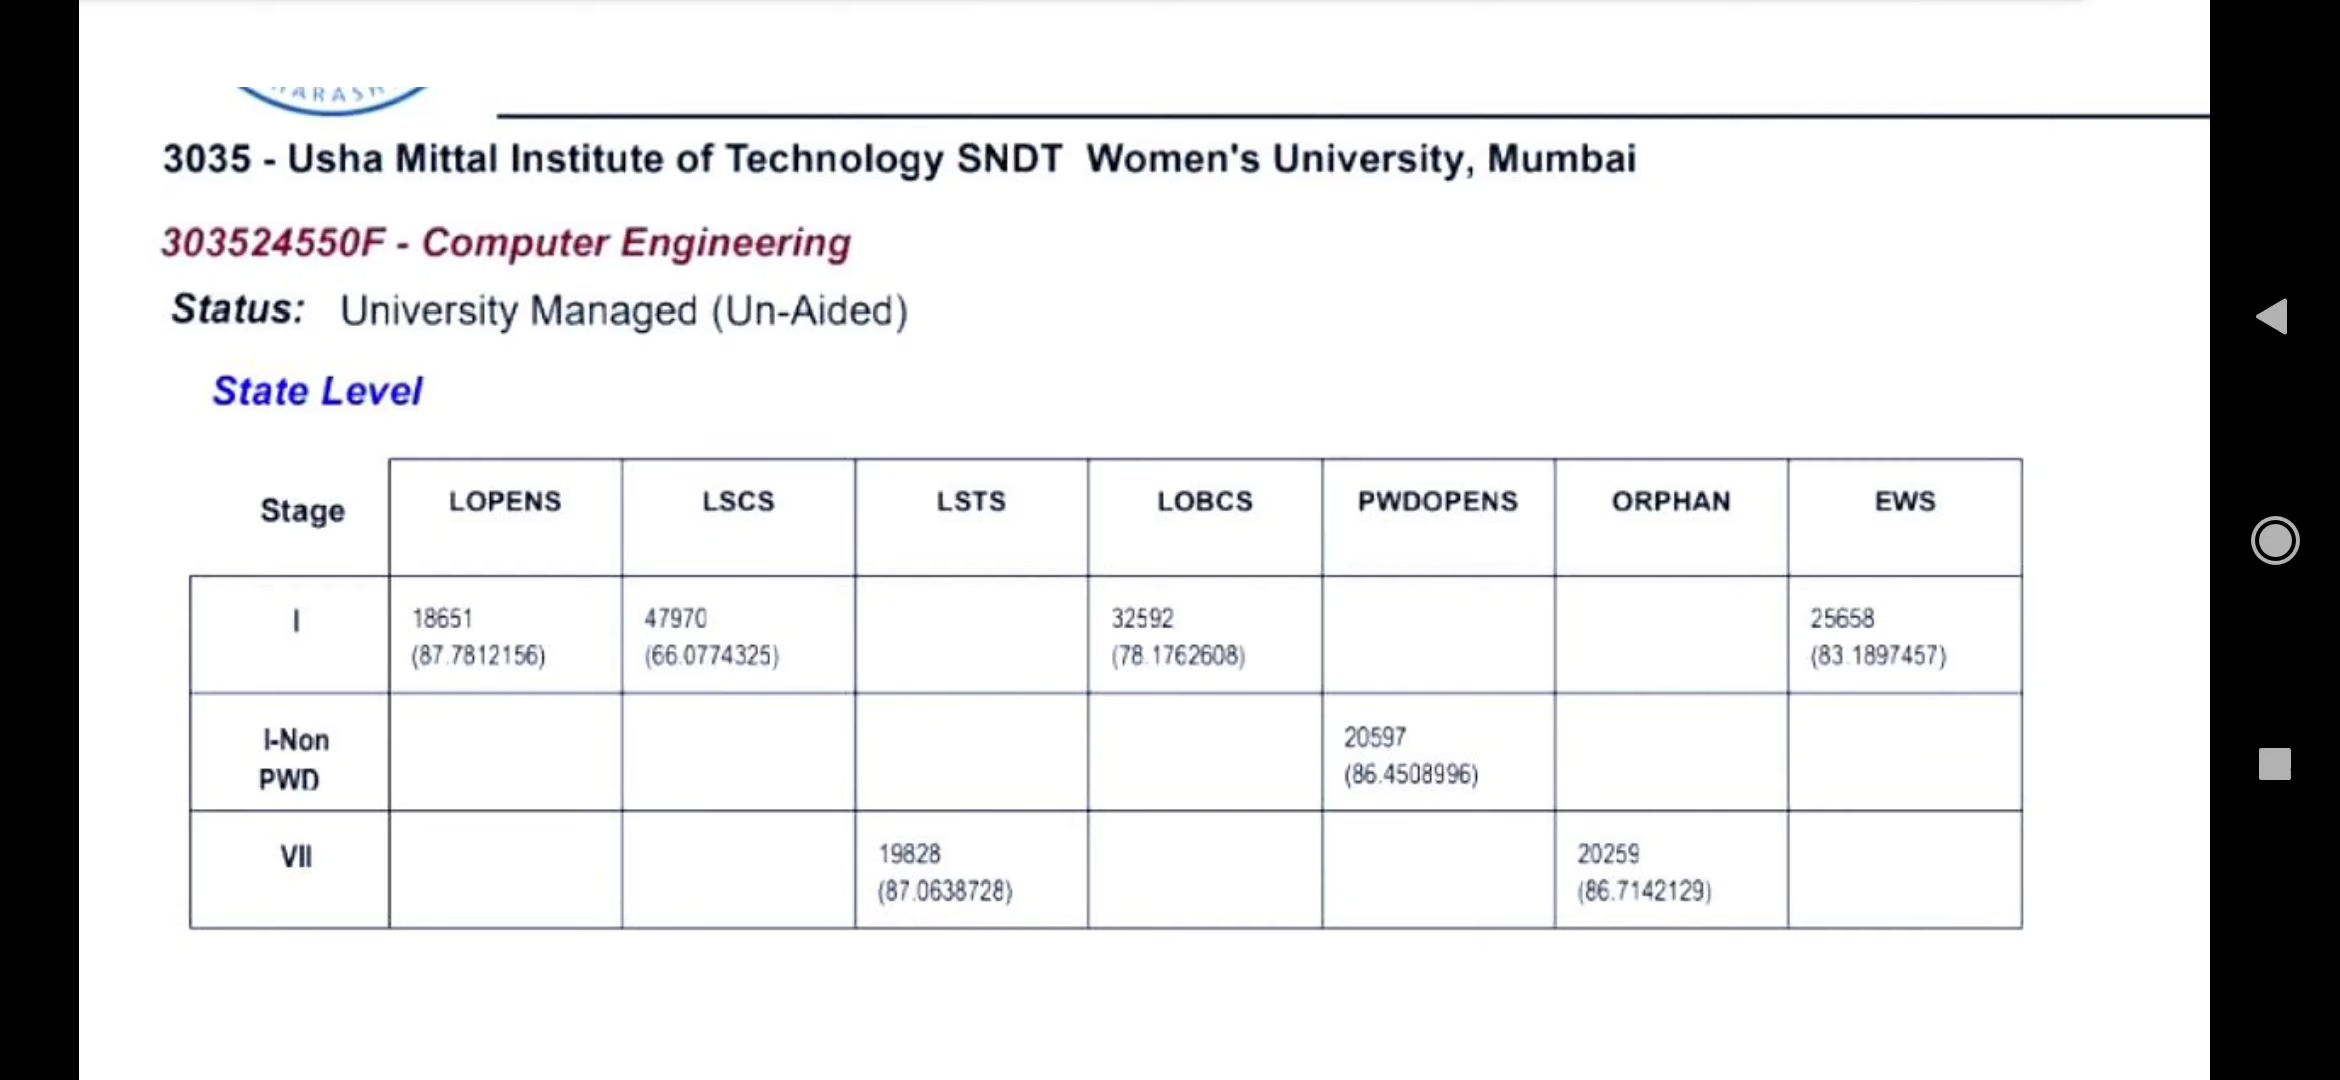 3035 - Usha Mittal Institute of Technology SNDT Women's University, Mumbai
303524550F - Computer Engineering
Status: University Managed (Un-Aided)
State Level
Stage LOPENS LSCS LSTS LOBCS PWDOPENS ORPHAN EWS
I 18651 47970 32592 25658
(87.7812156) (66.0774325) (78.1762608) (83.1897457)
I-Non 20597
PWD (86.4508996)
VII 19828 20259
(87.0638728) (86.7142129)